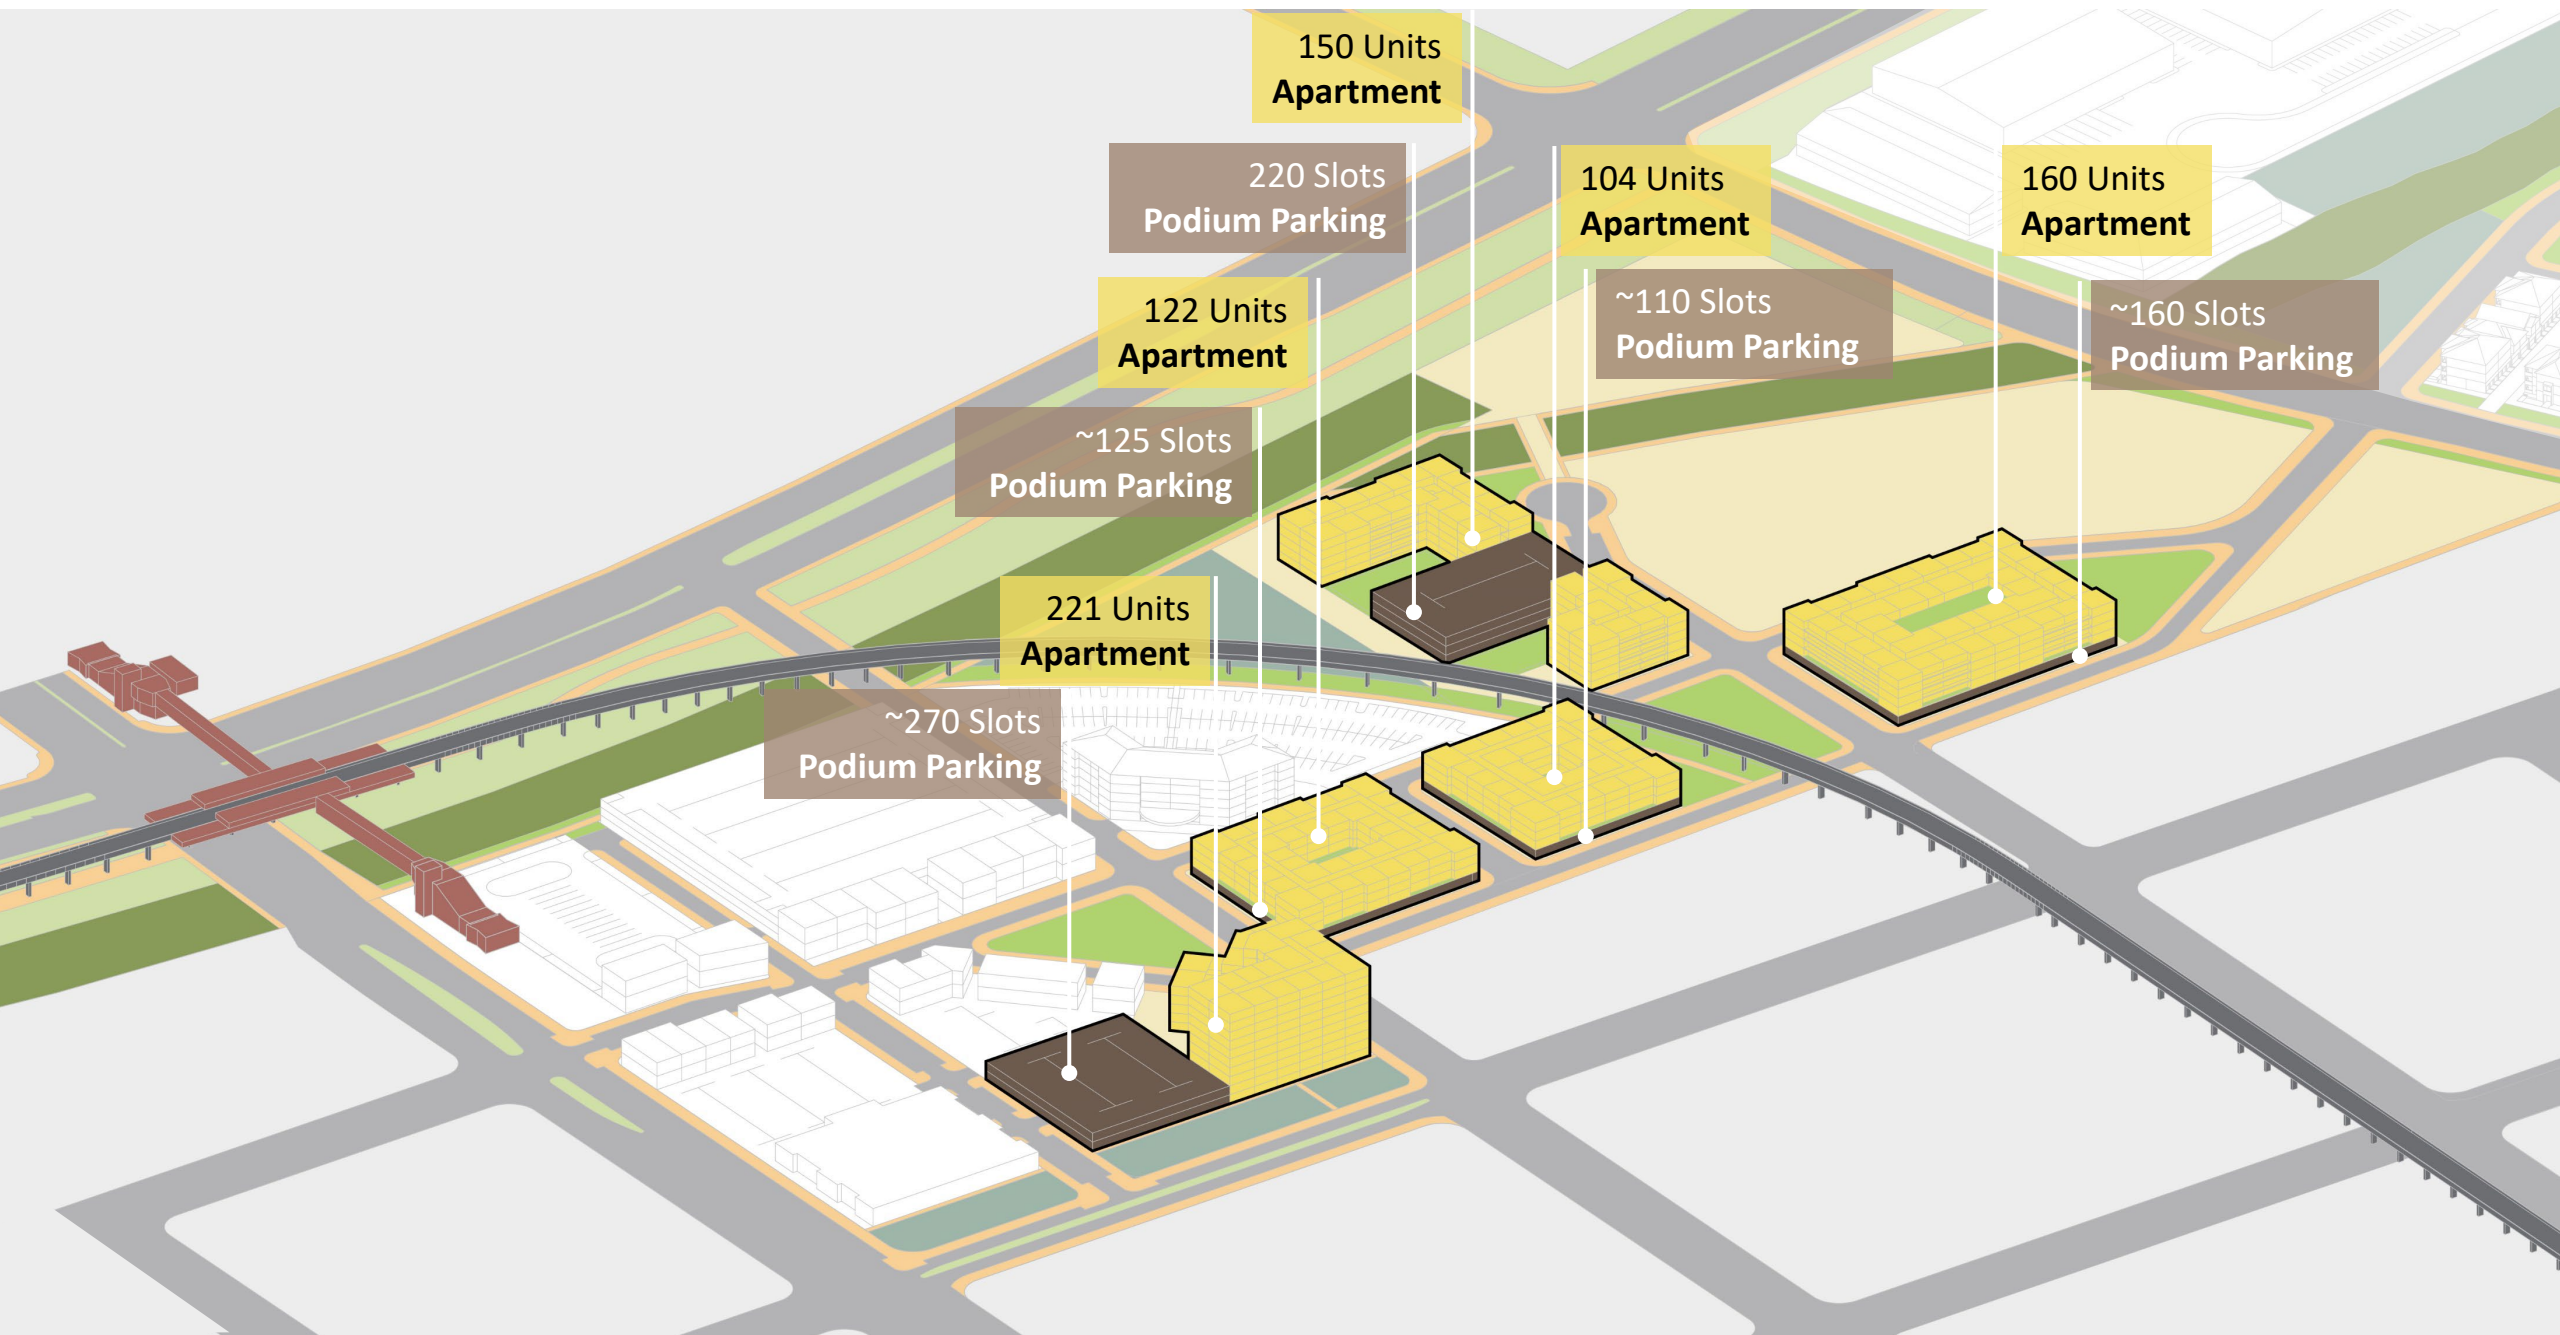 150 Units
Apartment
220 Slots
Podium Parking
104 Units
Apartment
160 Units
Apartment
122 Units
Apartment
~110 Slots
Podium Parking
~160 Slots
Podium Parking
~125 Slots
Podium Parking
221 Units
Apartment
~270 Slots
Podium Parking